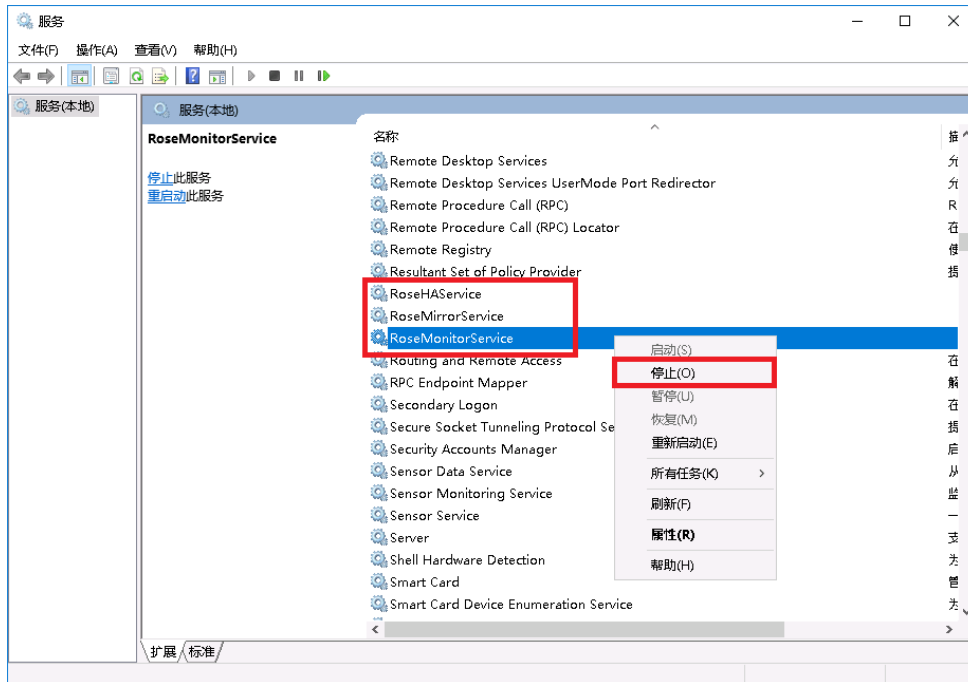 服务
文件(F) 操作(A) 查看(V) 帮助(H)
服务(本地)
服务(本地)
RoseMonitorService
停止此服务
重启动此服务
名称
Remote Desktop Services
Remote Desktop Services UserMode Port Redirector
Remote Procedure Call (RPC)
Remote Procedure Call (RPC) Locator
Remote Registry
Resultant Set of Policy Provider
RoseHAService
RoseMirrorService
RoseMonitorService
Routing and Remote Access
RPC Endpoint Mapper
Secondary Logon
Secure Socket Tunneling Protocol Se
Security Accounts Manager
Sensor Data Service
Sensor Monitoring Service
Sensor Service
Server
Shell Hardware Detection
Smart Card
Smart Card Device Enumeration Service
启动(S)
停止(O)
暂停(U)
恢复(M)
重新启动(E)
所有任务(K)
刷新(F)
属性(R)
帮助(H)
扩展 标准